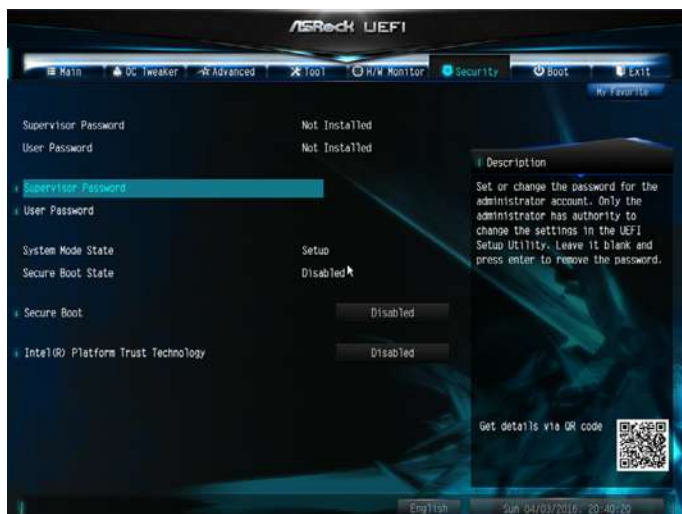 ASRock UEFI
Main OC Tweaker Advanced Tool H/W Monitor Security Boot Exit
My Favorite
Supervisor Password Not Installed
User Password Not Installed
Supervisor Password
User Password
System Mode State Setup
Secure Boot State Disabled
Secure Boot Disabled
Intel(R) Platform Trust Technology Disabled
Description
Set or change the password for the
administrator account. Only the
administrator has authority to
change the settings in the UEFI
Setup Utility. Leave it blank and
press enter to remove the password.
Get details via QR code
English Sun 04/03/2016. 20:40:20